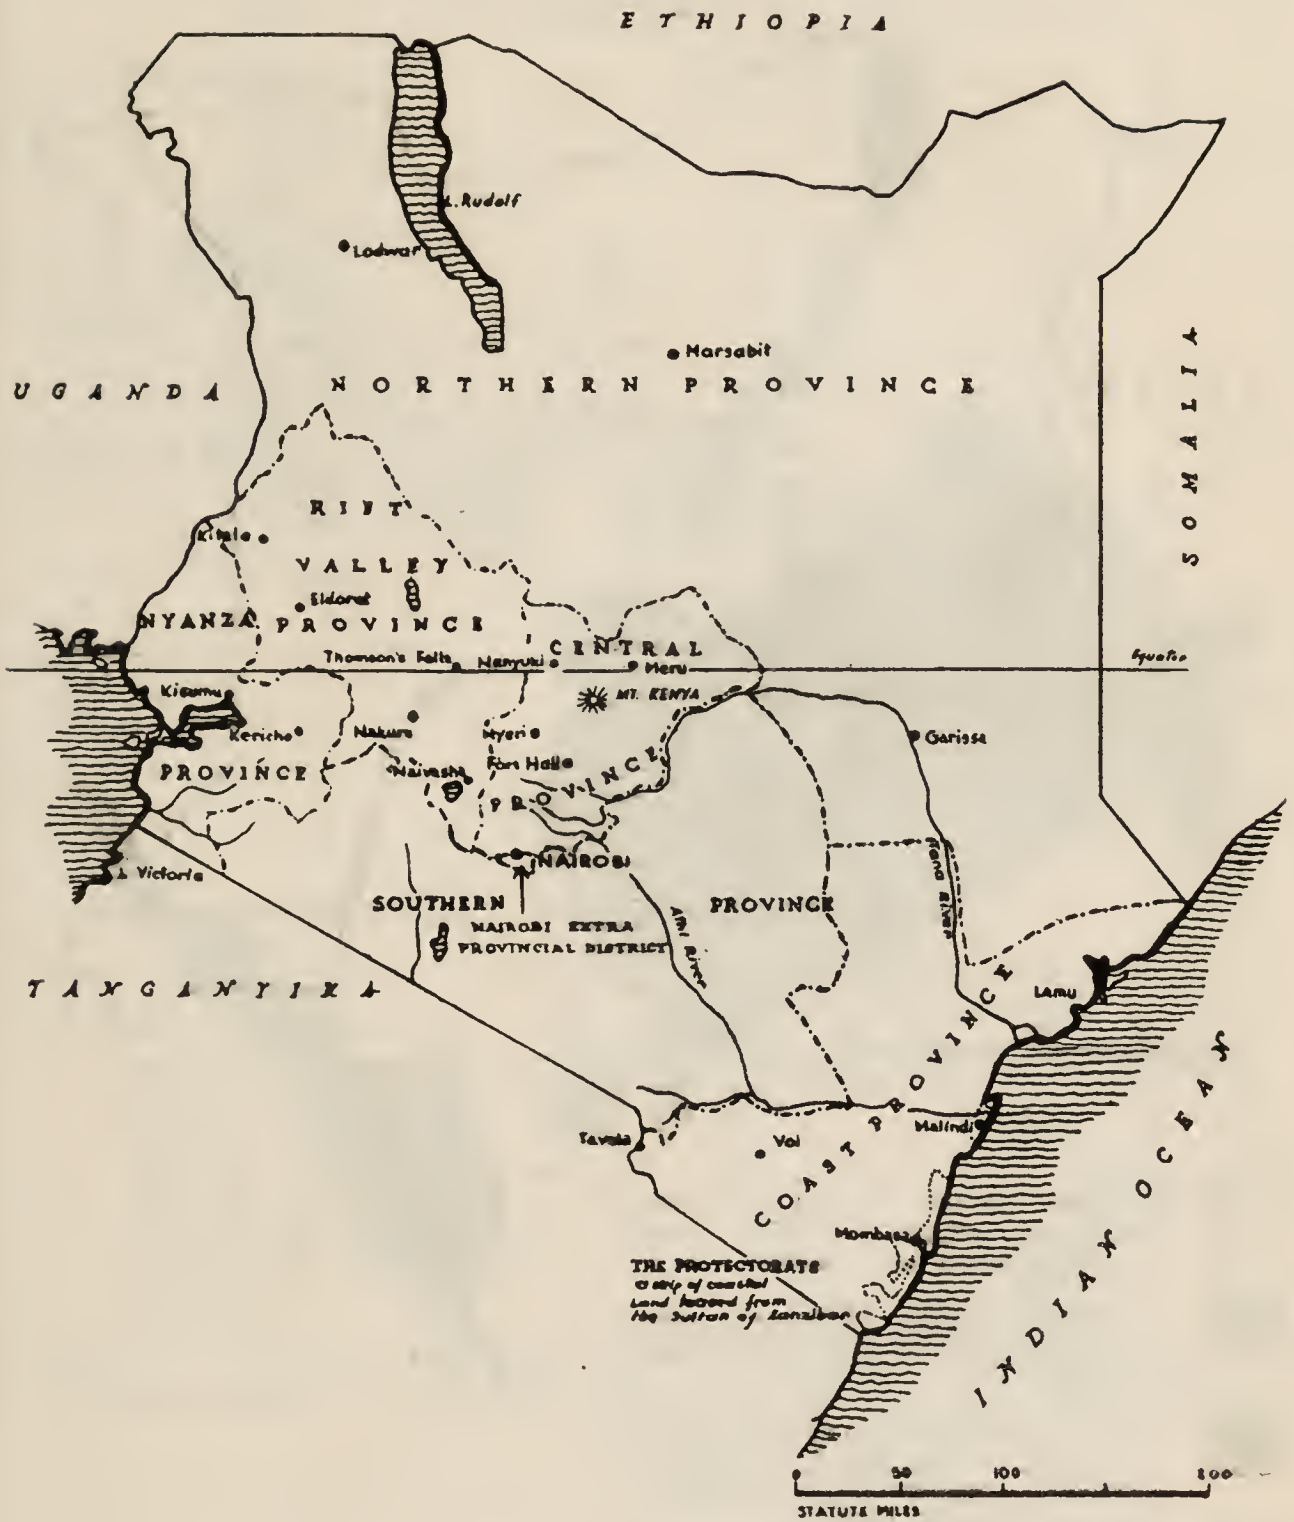 ETHIOPIA
L. Rudolf
Lodwar
Marsabit
UGANDA
NORTHERN PROVINCE
SOMALIA
RIFT
Kitale
VALLEY
Eldoret
NYANZA
PROVINCE
CENTRAL
Thomson's Falls
Nanyuki
Meru
Equator
Kisumu
MT. KENYA
Kericho
Nakuru
Nyeri
Garissa
PROVINCE
Naivasha
Fort Hall
PROVINCE
NAIROBI
Tana River
L. Victoria
SOUTHERN
PROVINCE
NAIROBI EXTRA
PROVINCIAL DISTRICT
Athi River
TANGANYIKA
Lamu
COAST PROVINCE
Malindi
Taveta
Voi
INDIAN OCEAN
Mombasa
THE PROTECTORATE
a strip of coastal
Land leased from
the Sultan of Zanzibar
0 50 100 200
STATUTE MILES